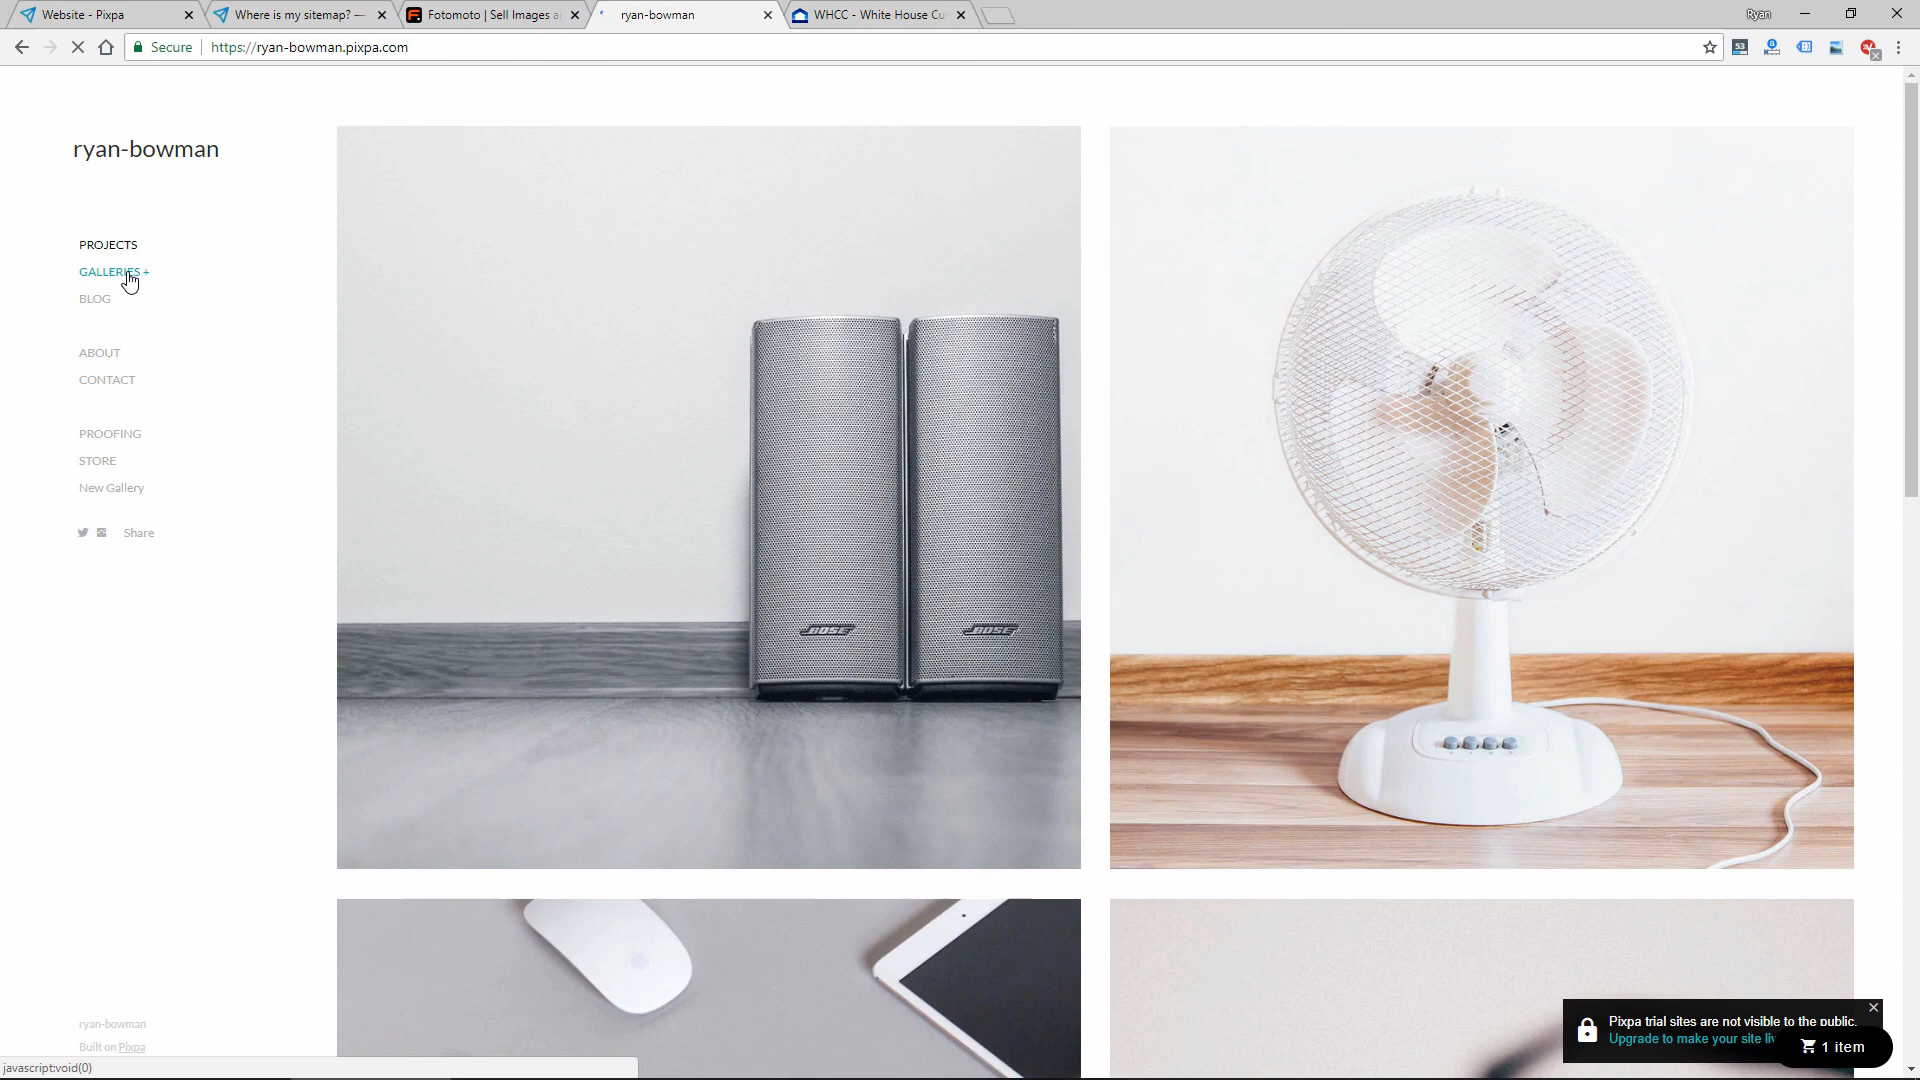 Website - Pixpa
Where is my sitemap? —
Fotomoto | Sell Images a
ryan-bowman
WHCC - White House Cu
Ryan
Secure
https://ryan-bowman.pixpa.com
53
ryan-bowman
PROJECTS
GALLERIES +
BLOG
ABOUT
CONTACT
PROOFING
STORE
New Gallery
Share
BOSE
BOSE
ryan-bowman
Built on Pixpa
Pixpa trial sites are not visible to the public.
Upgrade to make your site li
1 item
javascript:void(0)